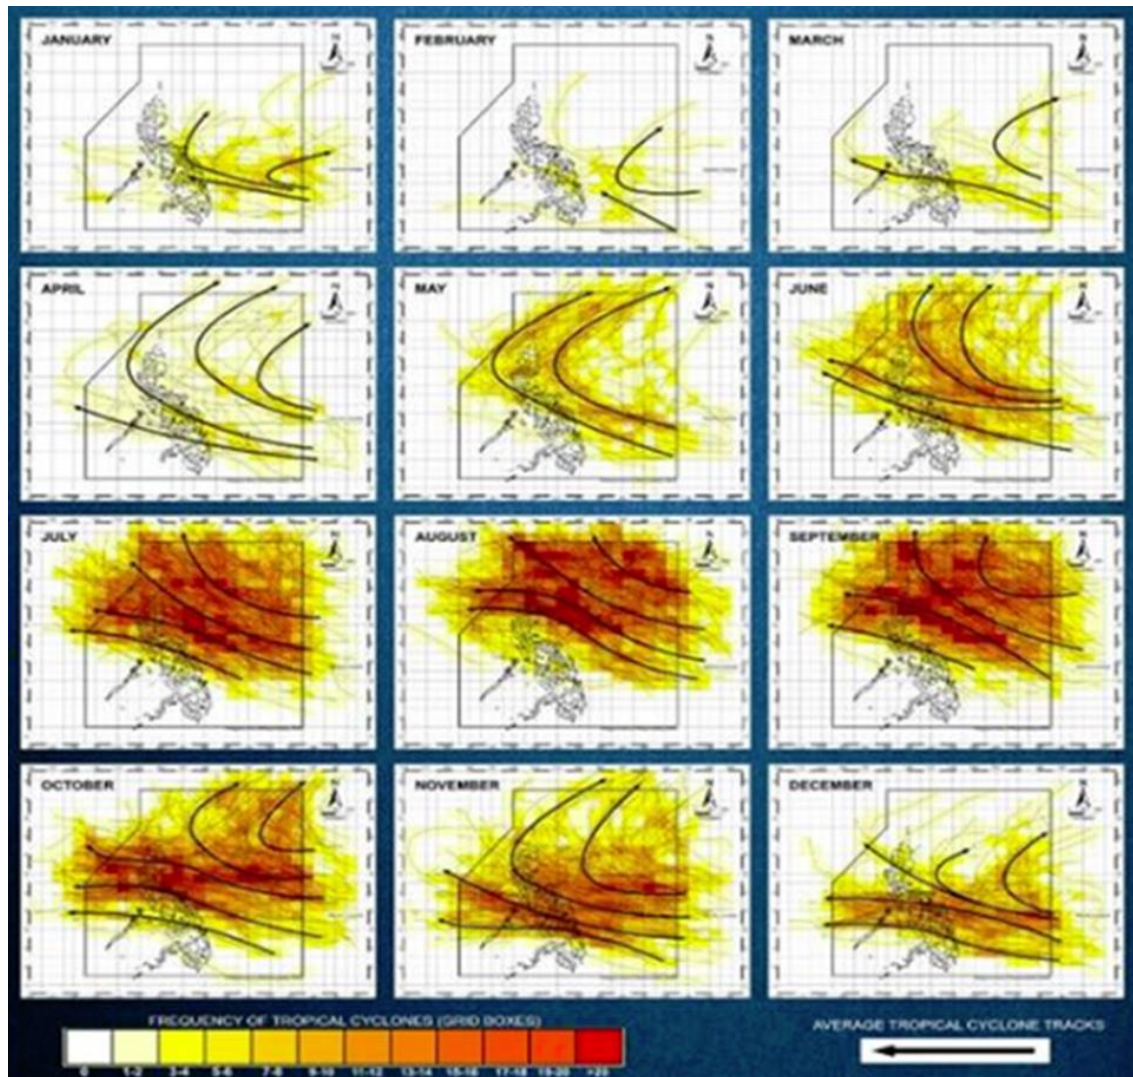 JANUARY
FEBRUARY
MARCH
APRIL
MAY
JUNE
JULY
AUGUST
SEPTEMBER
OCTOBER
NOVEMBER
DECEMBER
FREQUENCY OF TROPICAL CYCLONES (GRID BOXES)
0 1-2 3-4 5-6 7-8 9-10 11-12 13-14 15-16 17-18 19-20 >20
AVERAGE TROPICAL CYCLONE TRACKS